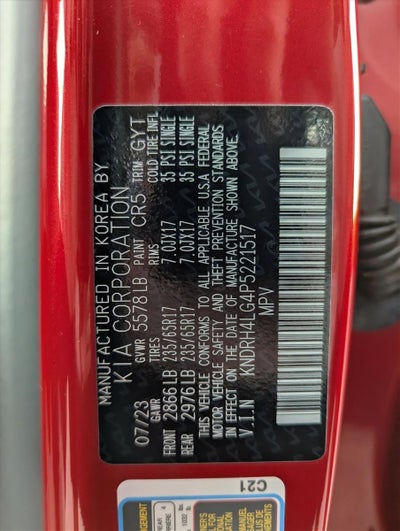 MANUFACTURED IN KOREA BY
KIA CORPORATION
07/23 GVWR 5578 LB PAINT CR5 TRIM GYT
GAWR TIRES RIMS COLD TIRE INFL
FRONT 2866 LB 235/65R17 7.0JX17 35 PSI SINGLE
REAR 2976 LB 235/65R17 7.0JX17 35 PSI SINGLE
THIS VEHICLE CONFORMS TO ALL APPLICABLE U.S.A FEDERAL
MOTOR VEHICLE SAFETY AND THEFT PREVENTION STANDARDS
IN EFFECT ON THE DATE OF MANUFACTURE SHOWN ABOVE.
V.I.N KNDRH4LG4P5221517
MPV
C21